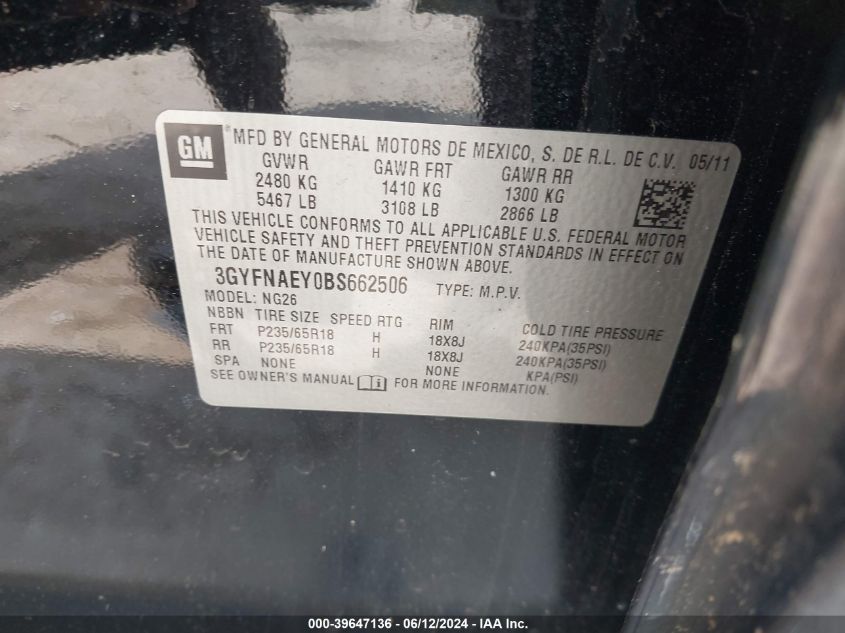 GM ® MFD BY GENERAL MOTORS DE MEXICO, S. DE R.L. DE C.V. 05/11
GVWR GAWR FRT GAWR RR
2480 KG 1410 KG 1300 KG
5467 LB 3108 LB 2866 LB
THIS VEHICLE CONFORMS TO ALL APPLICABLE U.S. FEDERAL MOTOR
VEHICLE SAFETY AND THEFT PREVENTION STANDARDS IN EFFECT ON
THE DATE OF MANUFACTURE SHOWN ABOVE.
3GYFNAEY0BS662506 TYPE: M.P.V.
MODEL: NG26
NBBN TIRE SIZE SPEED RTG RIM COLD TIRE PRESSURE
FRT P235/65R18 H 18X8J 240KPA(35PSI)
RR P235/65R18 H 18X8J 240KPA(35PSI)
SPA NONE NONE KPA(PSI)
SEE OWNER'S MANUAL FOR MORE INFORMATION.
000-39647136 - 06/12/2024 - IAA Inc.